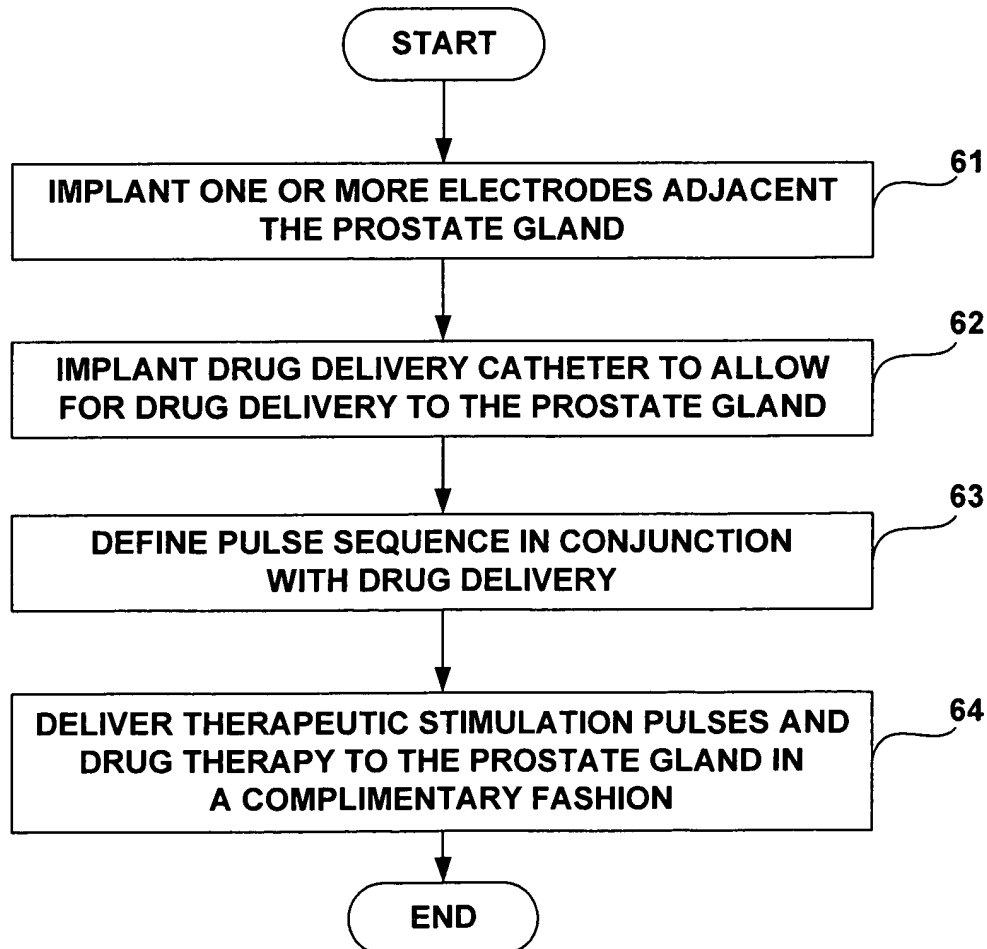 START
61
IMPLANT ONE OR MORE ELECTRODES ADJACENT
THE PROSTATE GLAND
62
IMPLANT DRUG DELIVERY CATHETER TO ALLOW
FOR DRUG DELIVERY TO THE PROSTATE GLAND
63
DEFINE PULSE SEQUENCE IN CONJUNCTION
WITH DRUG DELIVERY
64
DELIVER THERAPEUTIC STIMULATION PULSES AND
DRUG THERAPY TO THE PROSTATE GLAND IN
A COMPLIMENTARY FASHION
END